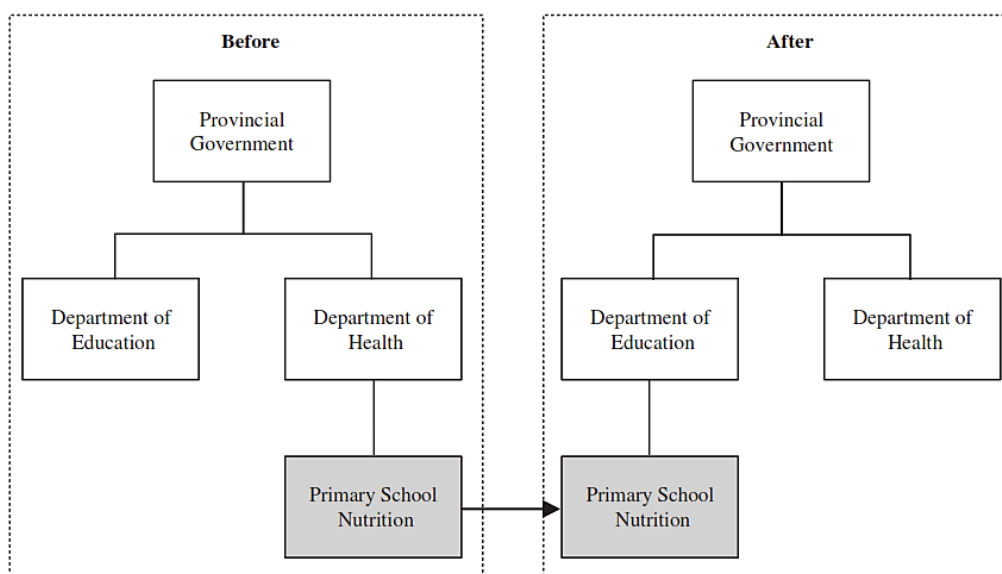 Before
Provincial
Government
Department of
Education
Department of
Health
Primary School
Nutrition
After
Provincial
Government
Department of
Education
Department of
Health
Primary School
Nutrition